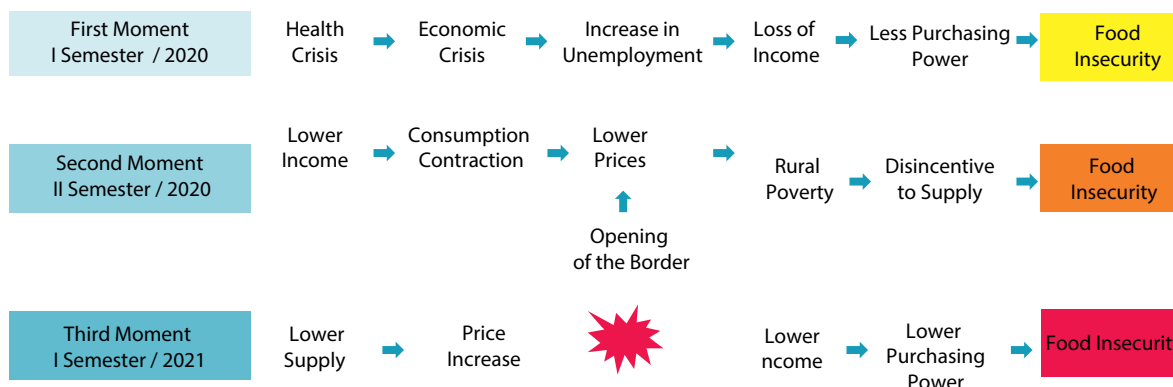 First Moment
I Semester / 2020
Health
Crisis
Economic
Crisis
Increase in
Unemployment
Loss of
Income
Less Purchasing
Power
Food
Insecurity
Second Moment
II Semester / 2020
Lower
Income
Consumption
Contraction
Lower
Prices
Rural
Poverty
Disincentive
to Supply
Food
Insecurity
Opening
of the Border
Third Moment
I Semester / 2021
Lower
Supply
Price
Increase
Lower
ncome
Lower
Purchasing
Power
Food Insecurit